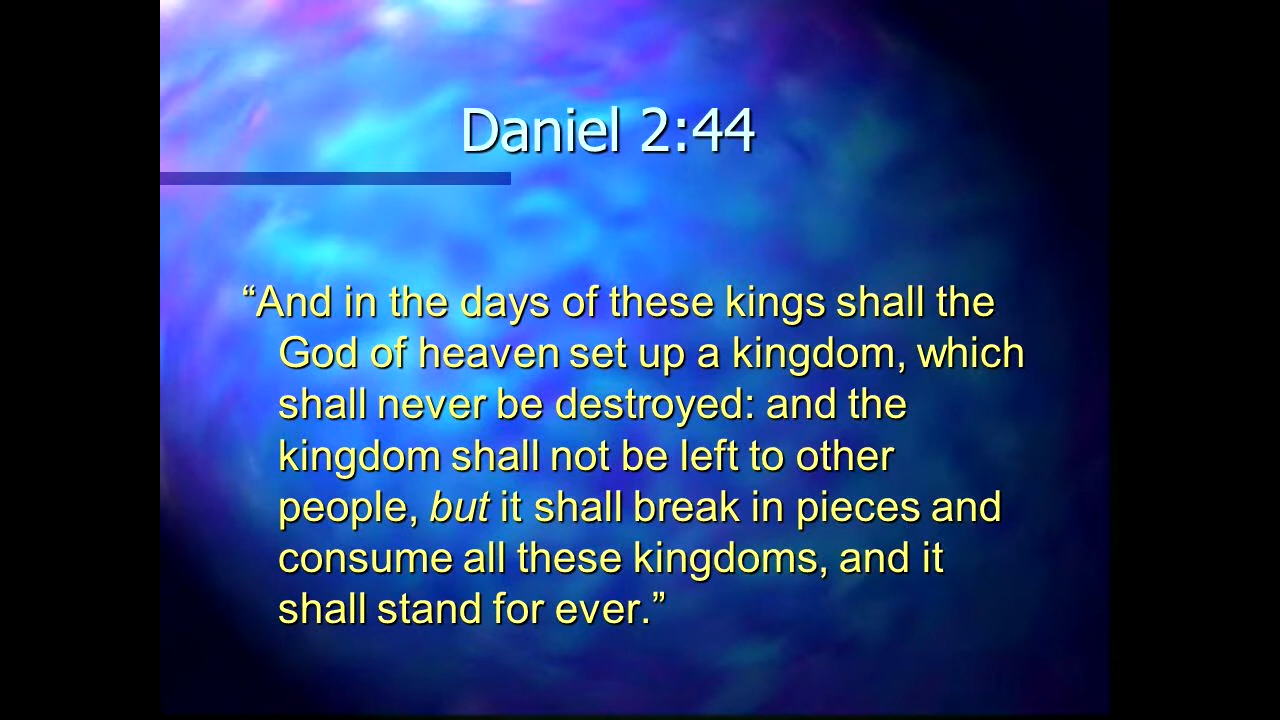 Daniel 2:44
“And in the days of these kings shall the
God of heaven set up a kingdom, which
shall never be destroyed: and the
kingdom shall not be left to other
people, but it shall break in pieces and
consume all these kingdoms, and it
shall stand for ever.”